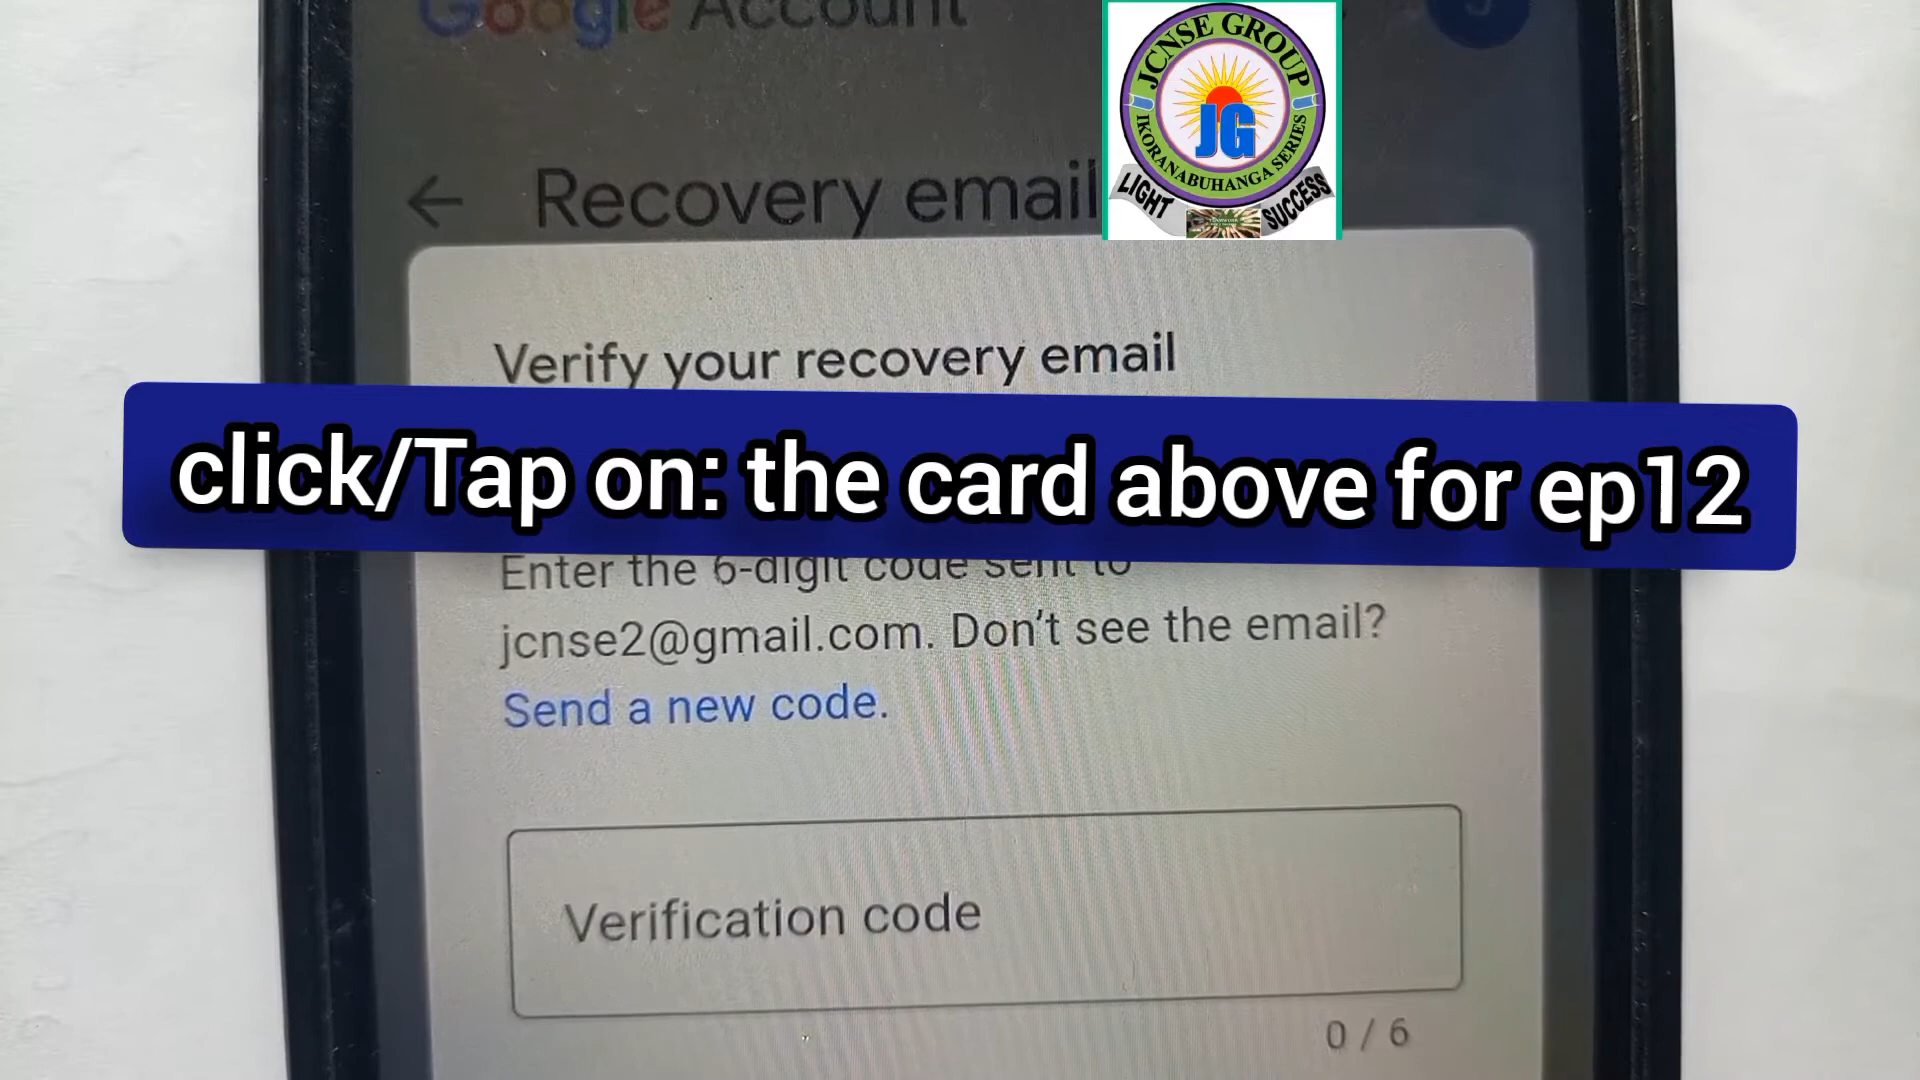 Google Account
JCNSE GROUP
JG
IKORANABUHANGA SERIES
LIGHT
SUCCESS
← Recovery email
Verify your recovery email
click/Tap on: the card above for ep12
Enter the 6-digit code sent to
jcnse2@gmail.com. Don't see the email?
Send a new code.
Verification code
0 / 6